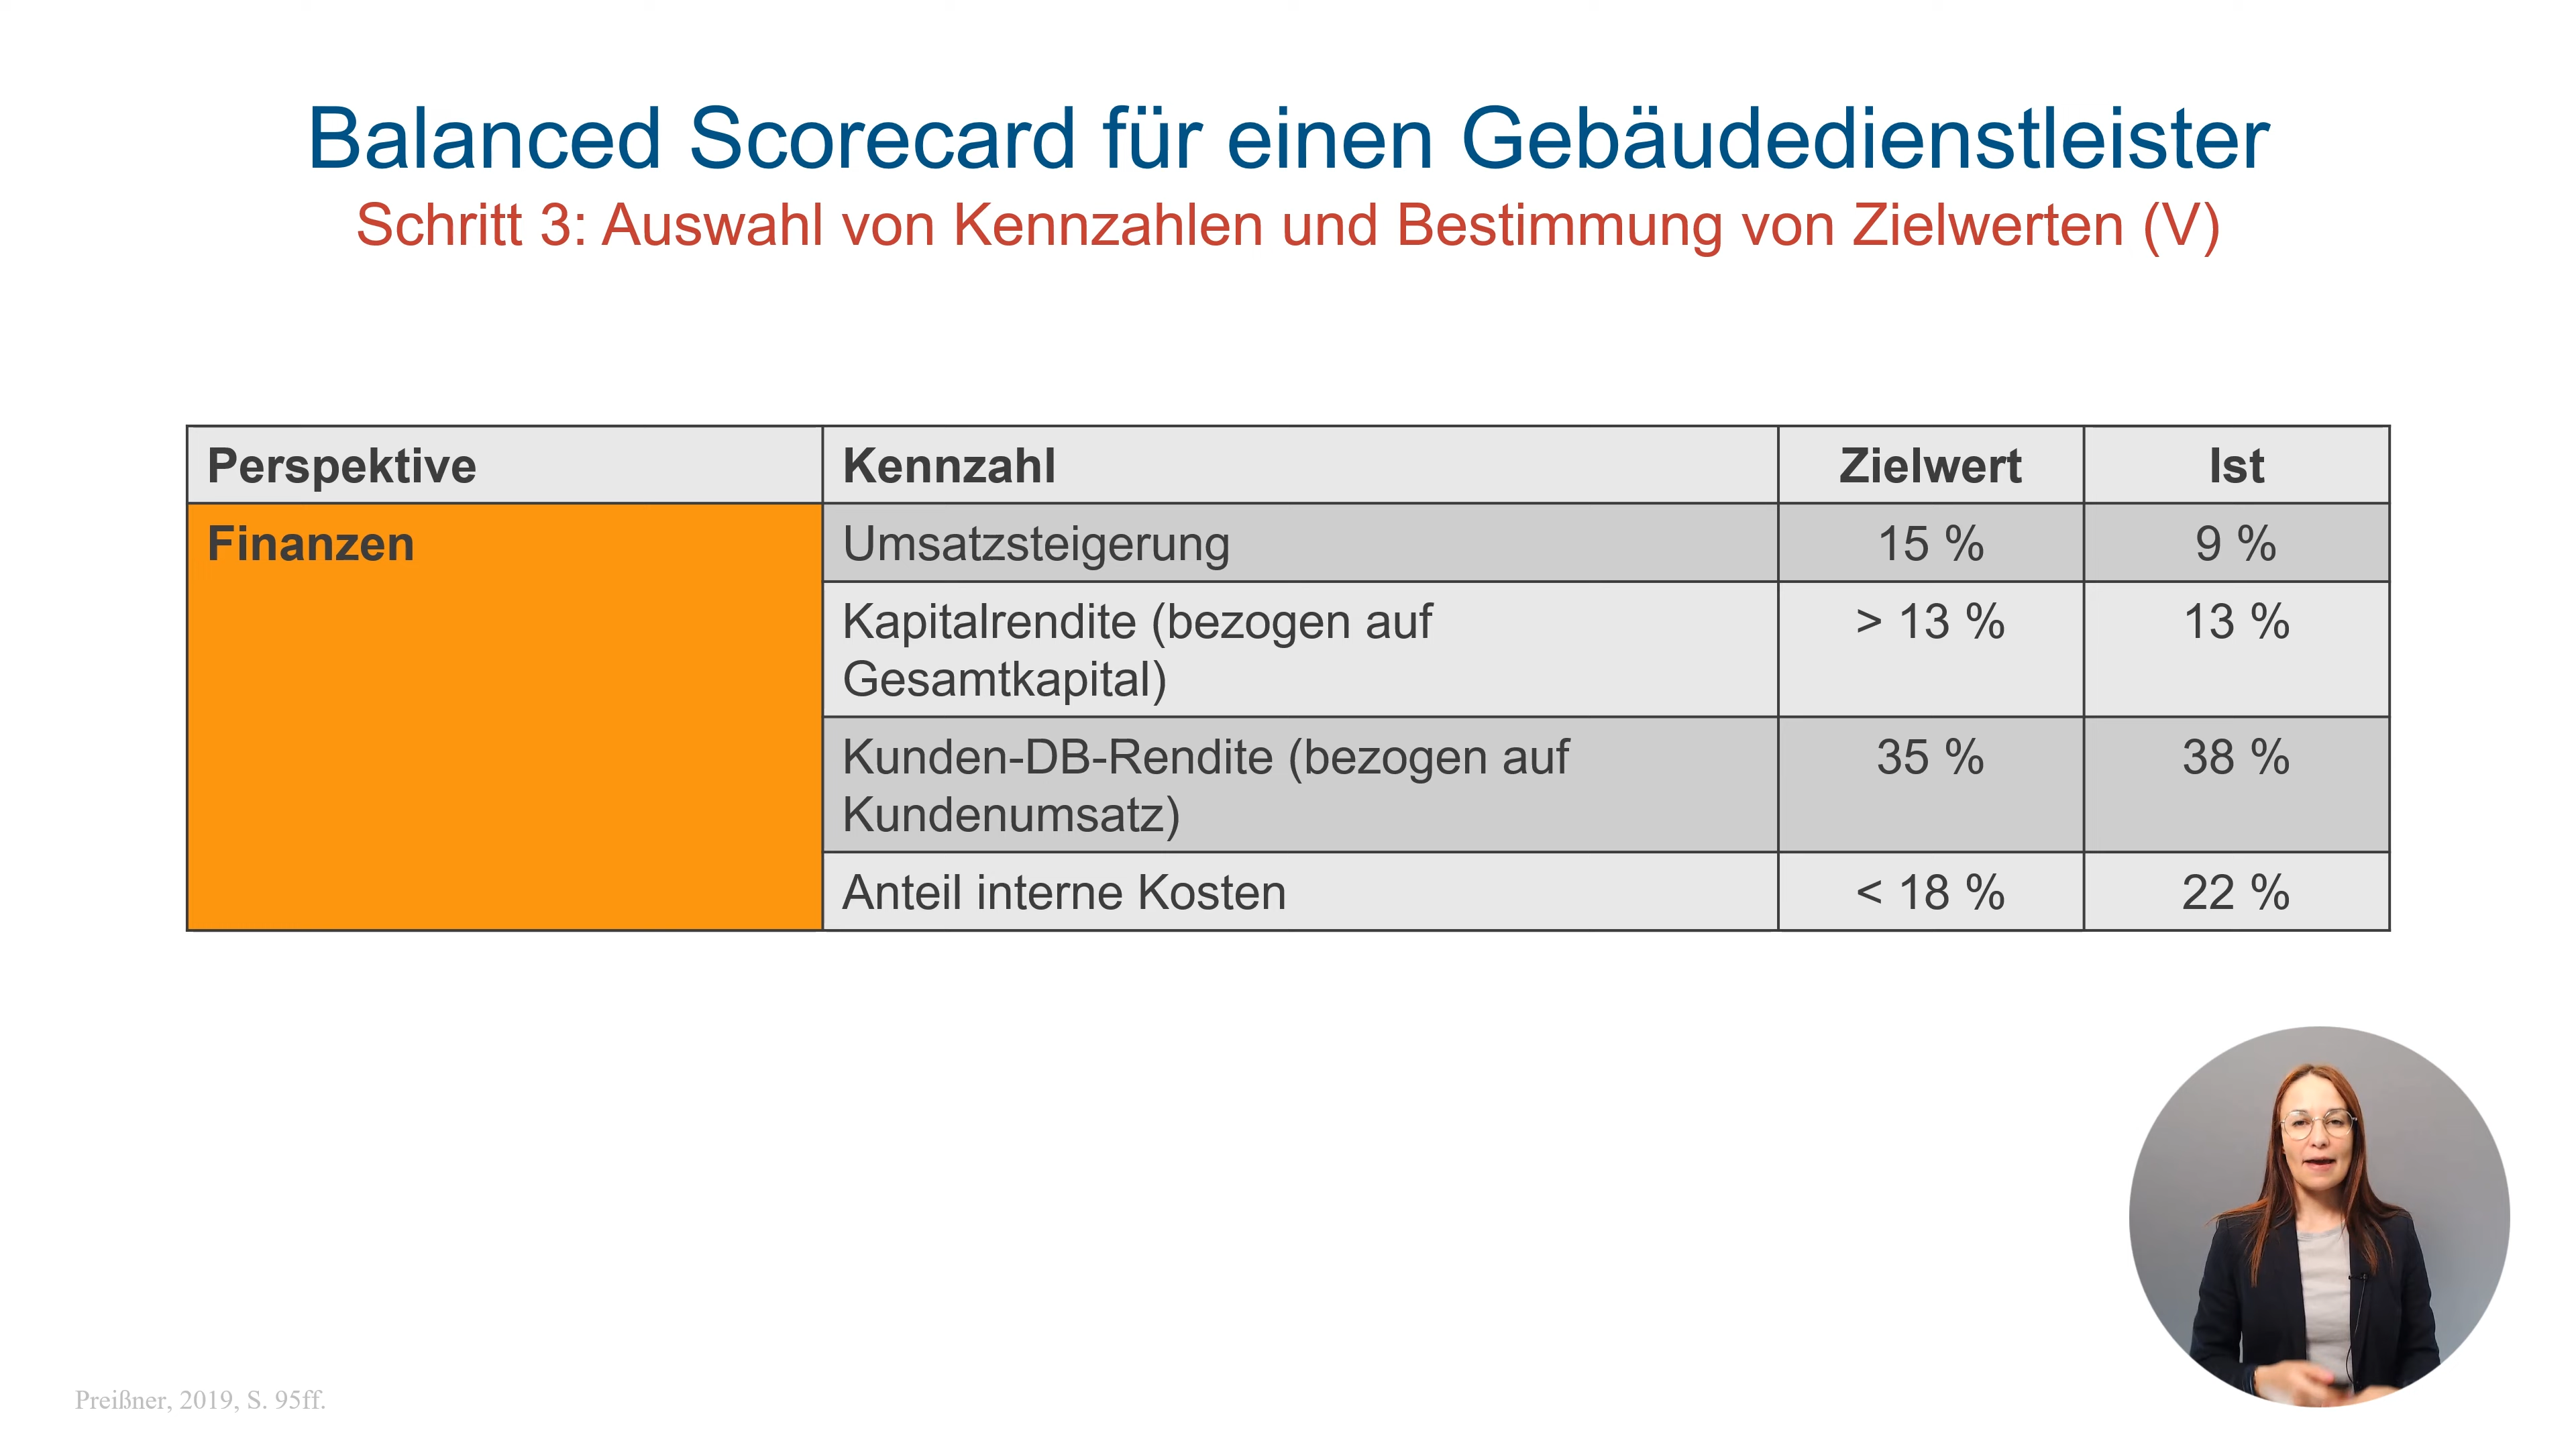 Balanced Scorecard für einen Gebäudedienstleister
Schritt 3: Auswahl von Kennzahlen und Bestimmung von Zielwerten (V)
Perspektive Kennzahl Zielwert Ist
Finanzen Umsatzsteigerung 15 % 9 %
Kapitalrendite (bezogen auf > 13 % 13 %
Gesamtkapital)
Kunden-DB-Rendite (bezogen auf 35 % 38 %
Kundenumsatz)
Anteil interne Kosten < 18 % 22 %
Preißner, 2019, S. 95ff.